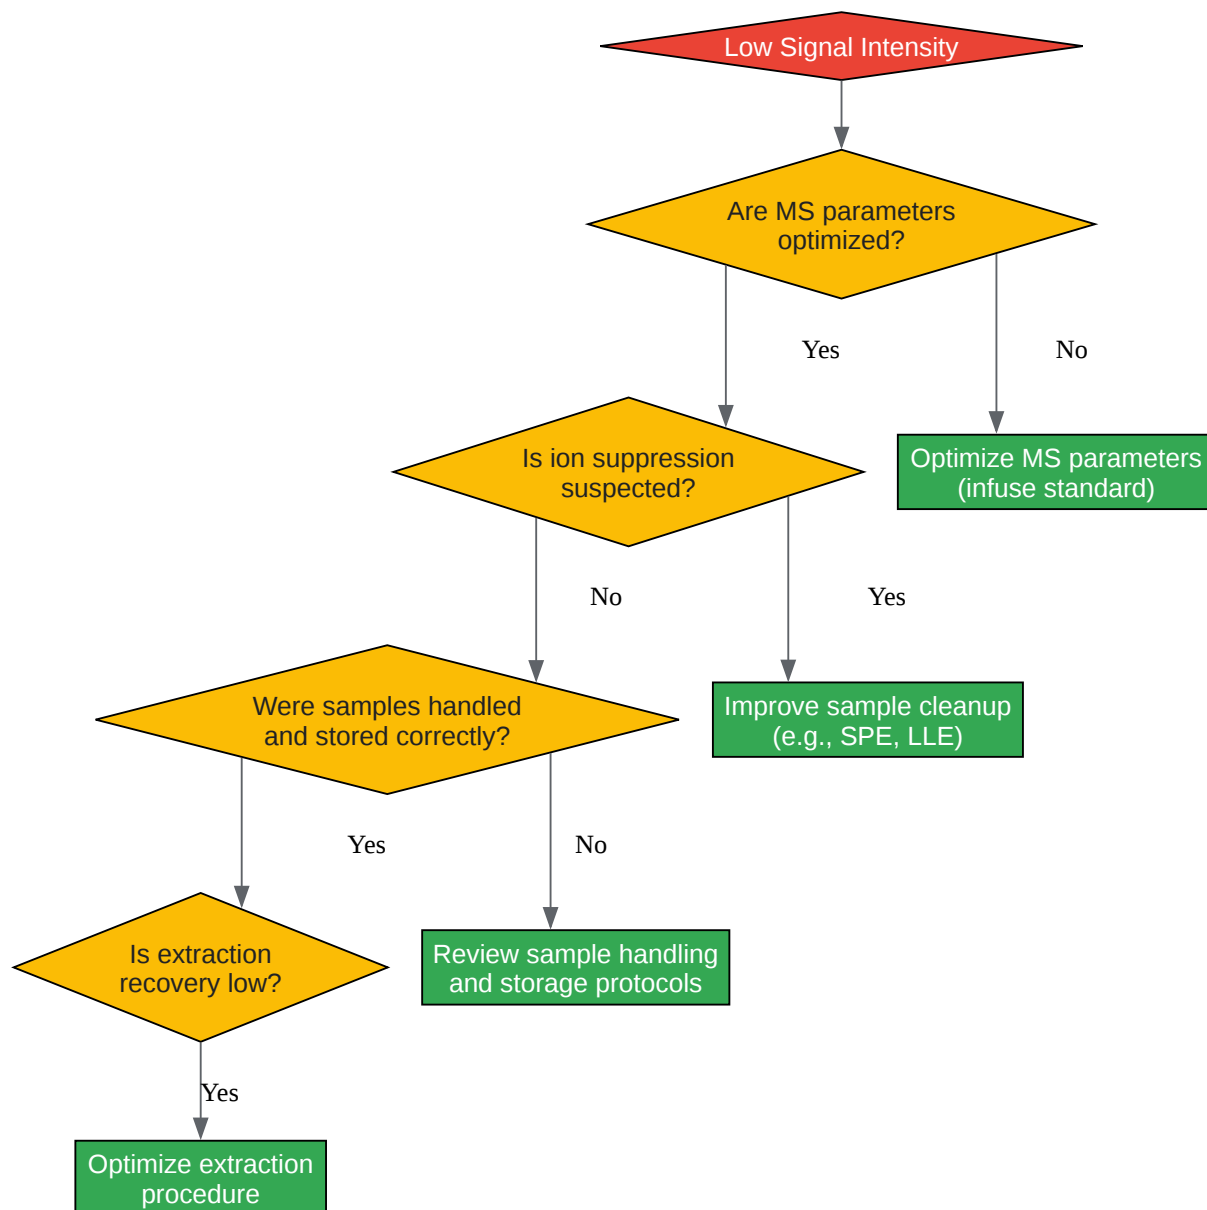 Low Signal Intensity
Are MS parameters
optimized?
Yes
No
Is ion suppression
suspected?
Optimize MS parameters
(infuse standard)
No
Yes
Were samples handled
and stored correctly?
Improve sample cleanup
(e.g., SPE, LLE)
Yes
No
Is extraction
recovery low?
Review sample handling
and storage protocols
Yes
Optimize extraction
procedure